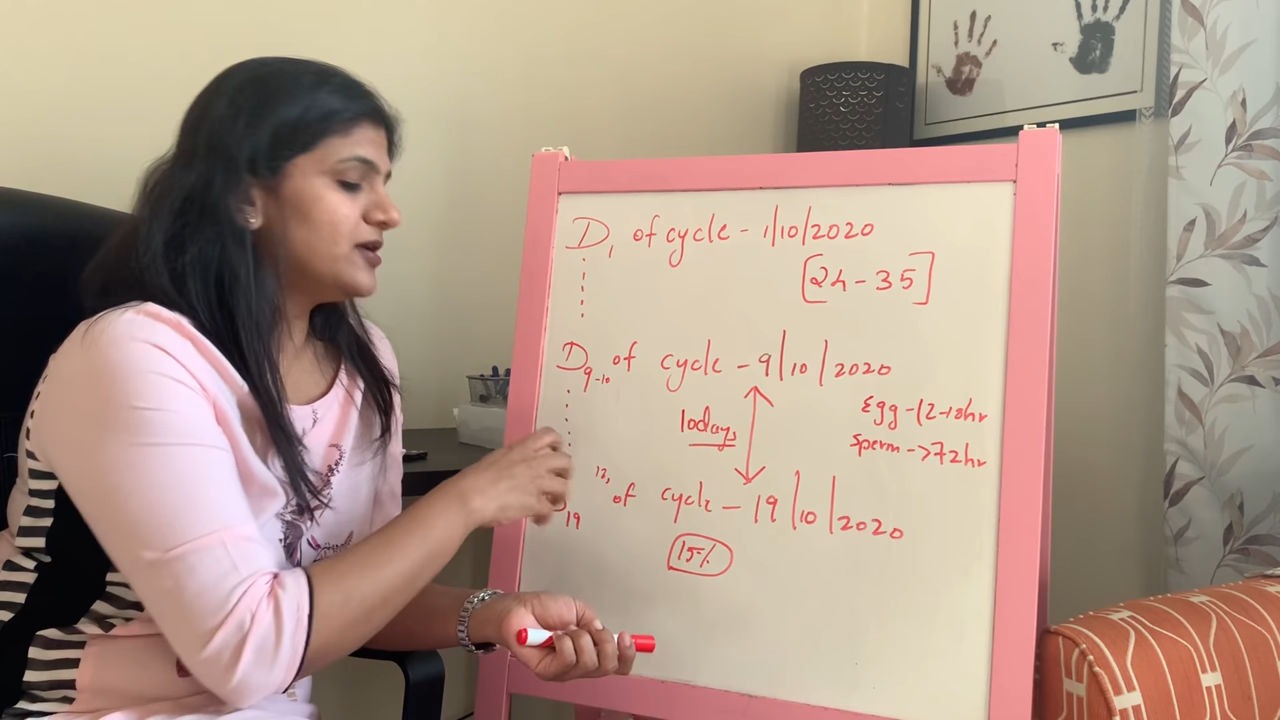 D1 of cycle - 1/10/2020
[24-35]
D9-10 of cycle - 9/10/2020
Egg - 12-18hr
10days
sperm -> 72hr
of cycle - 19/10/2020
19
15%